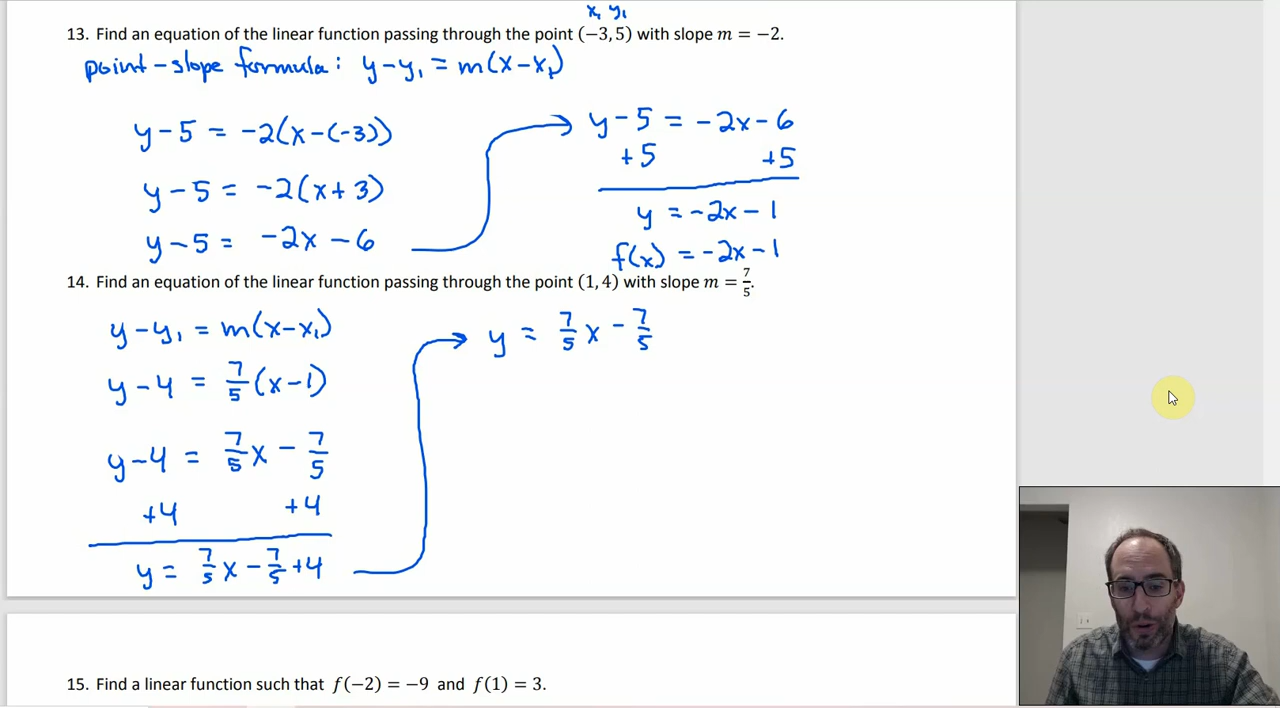 x₁ y₁
13. Find an equation of the linear function passing through the point (−3, 5) with slope m = −2.
point-slope formula: y-y₁ = m(x-x₁)
y-5 = -2(x-(-3))
y-5 = -2(x+3)
y-5 = -2x-6
y-5 = -2x-6
+5 +5
y = -2x-1
f(x) = -2x-1
14. Find an equation of the linear function passing through the point (1, 4) with slope m = 7/5.
y-y₁ = m(x-x₁)
y-4 = 7/5(x-1)
y-4 = 7/5x - 7/5
+4 +4
y = 7/5x - 7/5 +4
y = 7/5x - 7/5
15. Find a linear function such that f(−2) = −9 and f(1) = 3.